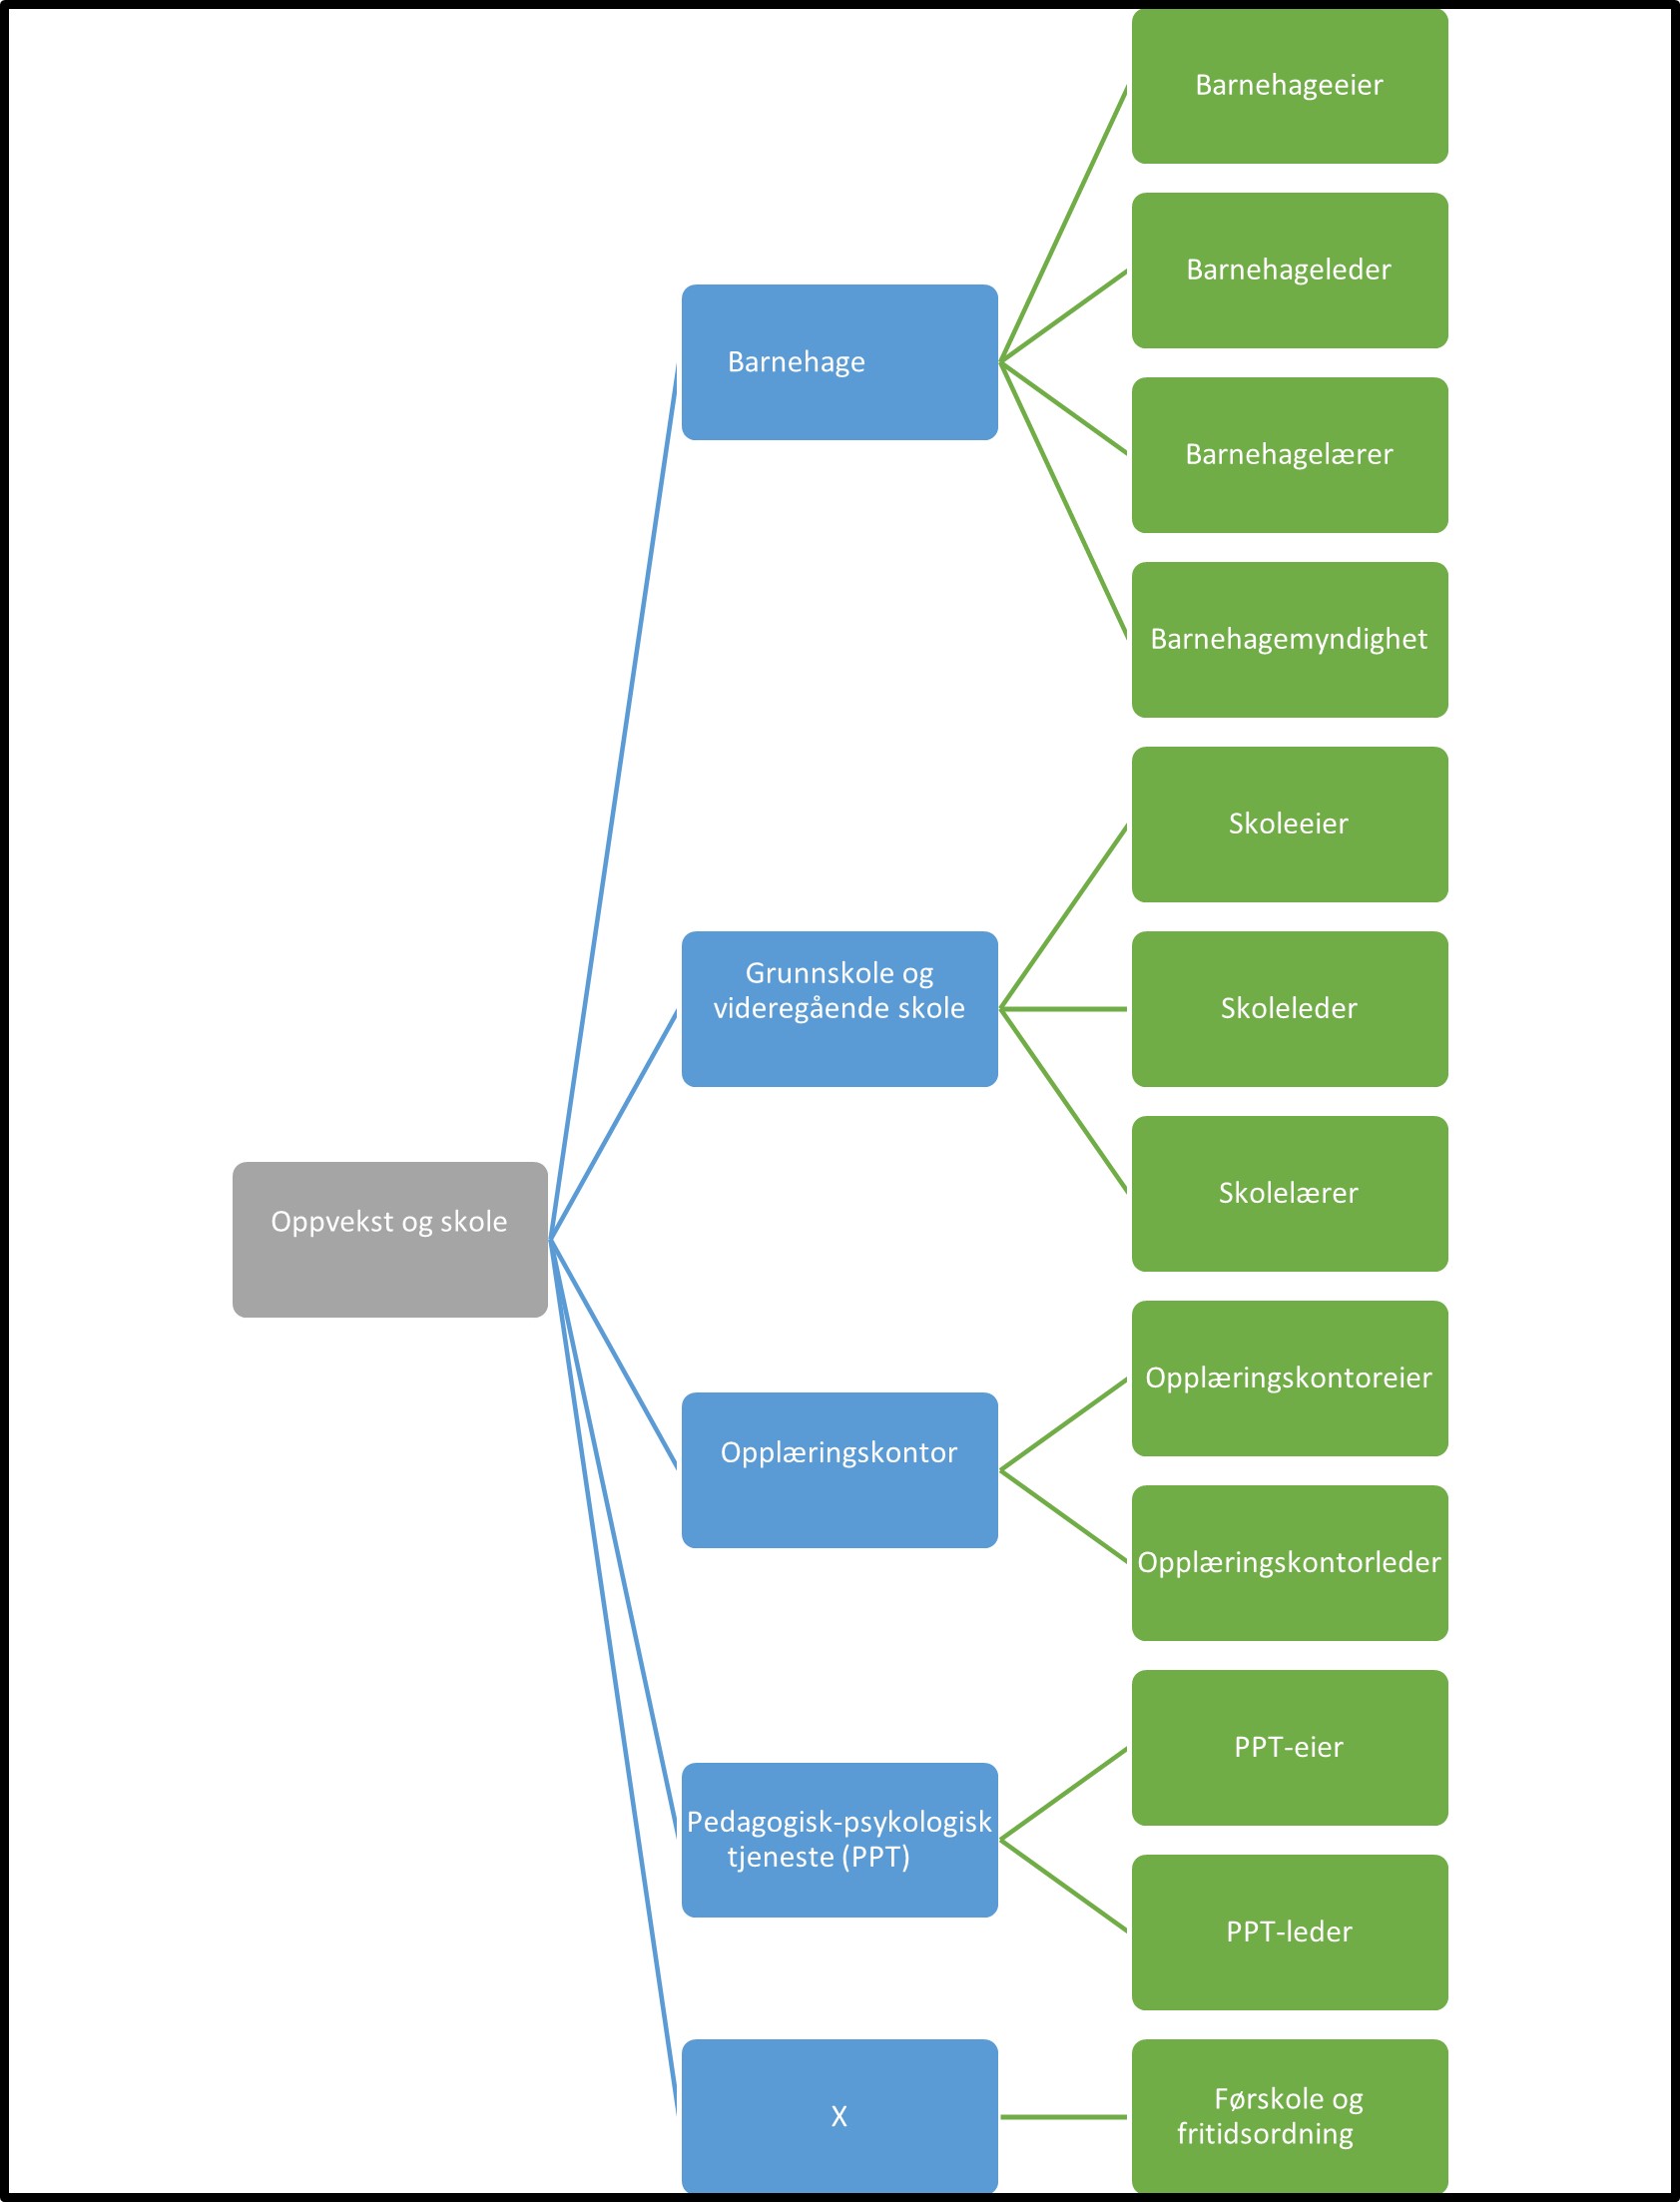 Oppvekst og skole
Barnehage
Barnehageeier
Barnehageleder
Barnehagelærer
Barnehagemyndighet
Grunnskole og
videregående skole
Skoleeier
Skoleleder
Skolelærer
Opplæringskontor
Opplæringskontoreier
Opplæringskontorleder
Pedagogisk-psykologisk
tjeneste (PPT)
PPT-eier
PPT-leder
X
Førskole og
fritidsordning